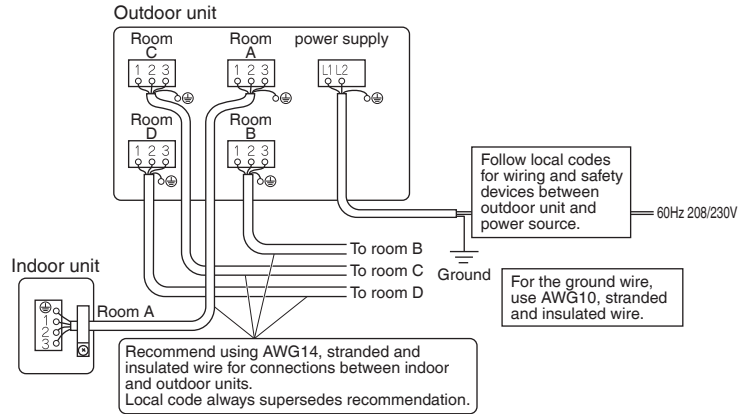 Outdoor unit
Room C
Room A
power supply
1 2 3
1 2 3
L1 L2
Room D
Room B
1 2 3
1 2 3
Follow local codes
for wiring and safety
devices between
outdoor unit and
power source.
60Hz 208/230V
To room B
To room C
To room D
Ground
For the ground wire,
use AWG10, stranded
and insulated wire.
Indoor unit
Room A
1
2
3
Recommend using AWG14, stranded and
insulated wire for connections between indoor
and outdoor units.
Local code always supersedes recommendation.